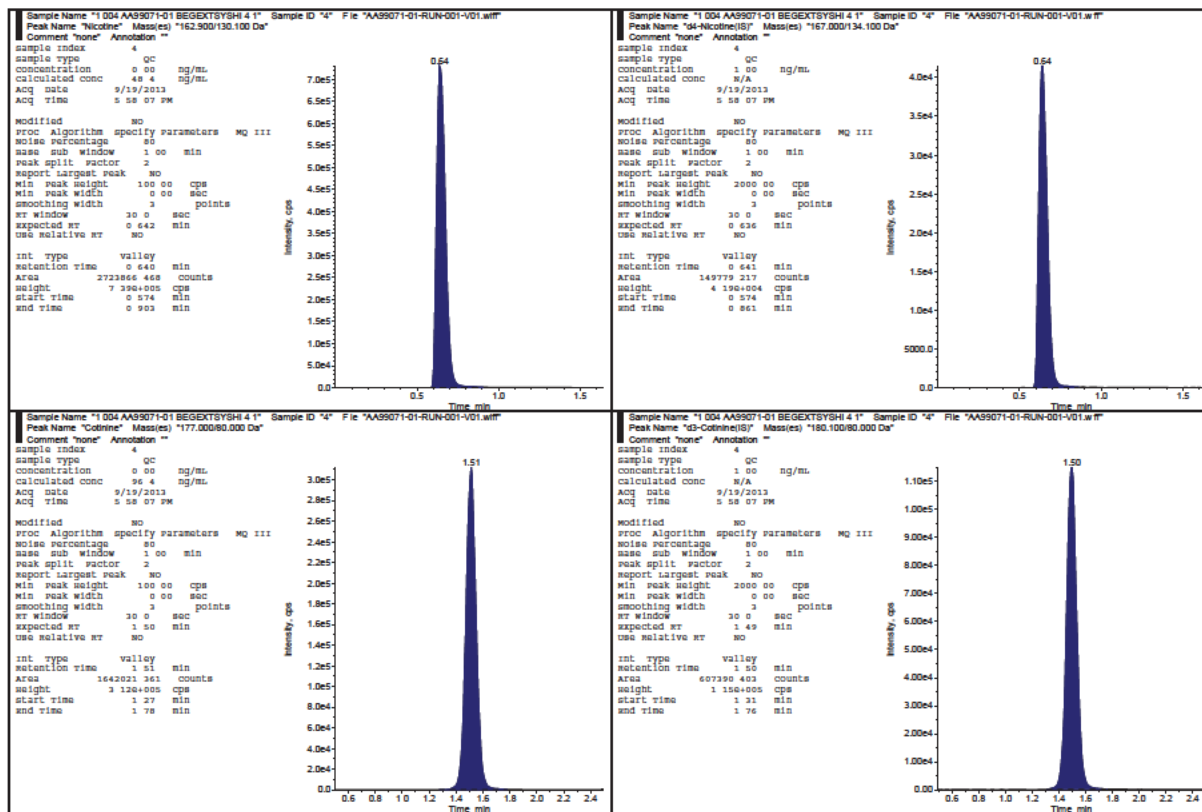 Sample Name "1 004 AA99071-01 BEGEXTSYSHI 4 1" Sample ID "4" File "AA99071-01-RUN-001-V01.wiff"
Peak Name "Nicotine" Mass(es) "162.900/130.100 Da"
Comment "none" Annotation ""
Sample Index 4
Sample Type QC
Concentration 0 00 ng/mL
Calculated Conc 48 4 ng/mL
Acq Date 9/19/2013
Acq Time 5 58 07 PM
Modified NO
Proc Algorithm Specify Parameters MQ III
Noise Percentage 80
Base Sub Window 1 00 min
Peak Split Factor 2
Report Largest Peak NO
Min Peak Height 100 00 cps
Min Peak Width 0 00 sec
Smoothing Width 3 points
RT Window 30 0 sec
Expected RT 0 642 min
Use Relative RT NO
Int Type Valley
Retention Time 0 640 min
Area 2723866 468 counts
Height 7 39e+005 cps
Start Time 0 574 min
End Time 0 903 min
0.64
7.0e5
6.5e5
6.0e5
5.5e5
5.0e5
4.5e5
4.0e5
3.5e5
3.0e5
2.5e5
2.0e5
1.5e5
1.0e5
5.0e4
0.0
Intensity, cps
0.5 1.0 1.5
Time, min
Sample Name "1 004 AA99071-01 BEGEXTSYSHI 4 1" Sample ID "4" File "AA99071-01-RUN-001-V01.wiff"
Peak Name "d4-Nicotine(IS)" Mass(es) "167.000/134.100 Da"
Comment "none" Annotation ""
Sample Index 4
Sample Type QC
Concentration 1 00 ng/mL
Calculated Conc N/A
Acq Date 9/19/2013
Acq Time 5 58 07 PM
Modified NO
Proc Algorithm Specify Parameters MQ III
Noise Percentage 80
Base Sub Window 1 00 min
Peak Split Factor 2
Report Largest Peak NO
Min Peak Height 2000 00 cps
Min Peak Width 0 00 sec
Smoothing Width 3 points
RT Window 30 0 sec
Expected RT 0 636 min
Use Relative RT NO
Int Type Valley
Retention Time 0 641 min
Area 149779 217 counts
Height 4 19e+004 cps
Start Time 0 574 min
End Time 0 861 min
0.64
4.0e4
3.5e4
3.0e4
2.5e4
2.0e4
1.5e4
1.0e4
5000.0
0.0
Intensity, cps
0.5 1.0 1.5
Time, min
Sample Name "1 004 AA99071-01 BEGEXTSYSHI 4 1" Sample ID "4" File "AA99071-01-RUN-001-V01.wiff"
Peak Name "Cotinine" Mass(es) "177.000/80.000 Da"
Comment "none" Annotation ""
Sample Index 4
Sample Type QC
Concentration 0 00 ng/mL
Calculated Conc 96 4 ng/mL
Acq Date 9/19/2013
Acq Time 5 58 07 PM
Modified NO
Proc Algorithm Specify Parameters MQ III
Noise Percentage 80
Base Sub Window 1 00 min
Peak Split Factor 2
Report Largest Peak NO
Min Peak Height 100 00 cps
Min Peak Width 0 00 sec
Smoothing Width 3 points
RT Window 30 0 sec
Expected RT 1 50 min
Use Relative RT NO
Int Type Valley
Retention Time 1 51 min
Area 1642021 361 counts
Height 3 12e+005 cps
Start Time 1 27 min
End Time 1 78 min
1.51
3.0e5
2.8e5
2.6e5
2.4e5
2.2e5
2.0e5
1.8e5
1.6e5
1.4e5
1.2e5
1.0e5
8.0e4
6.0e4
4.0e4
2.0e4
0.0
Intensity, cps
0.6 0.8 1.0 1.2 1.4 1.6 1.8 2.0 2.2 2.4
Time, min
Sample Name "1 004 AA99071-01 BEGEXTSYSHI 4 1" Sample ID "4" File "AA99071-01-RUN-001-V01.wiff"
Peak Name "d3-Cotinine(IS)" Mass(es) "180.100/80.000 Da"
Comment "none" Annotation ""
Sample Index 4
Sample Type QC
Concentration 1 00 ng/mL
Calculated Conc N/A
Acq Date 9/19/2013
Acq Time 5 58 07 PM
Modified NO
Proc Algorithm Specify Parameters MQ III
Noise Percentage 80
Base Sub Window 1 00 min
Peak Split Factor 2
Report Largest Peak NO
Min Peak Height 2000 00 cps
Min Peak Width 0 00 sec
Smoothing Width 3 points
RT Window 30 0 sec
Expected RT 1 49 min
Use Relative RT NO
Int Type Valley
Retention Time 1 50 min
Area 607390 403 counts
Height 1 15e+005 cps
Start Time 1 31 min
End Time 1 76 min
1.50
1.10e5
1.00e5
9.00e4
8.00e4
7.00e4
6.00e4
5.00e4
4.00e4
3.00e4
2.00e4
1.00e4
0.00
Intensity, cps
0.6 0.8 1.0 1.2 1.4 1.6 1.8 2.0 2.2 2.4
Time, min